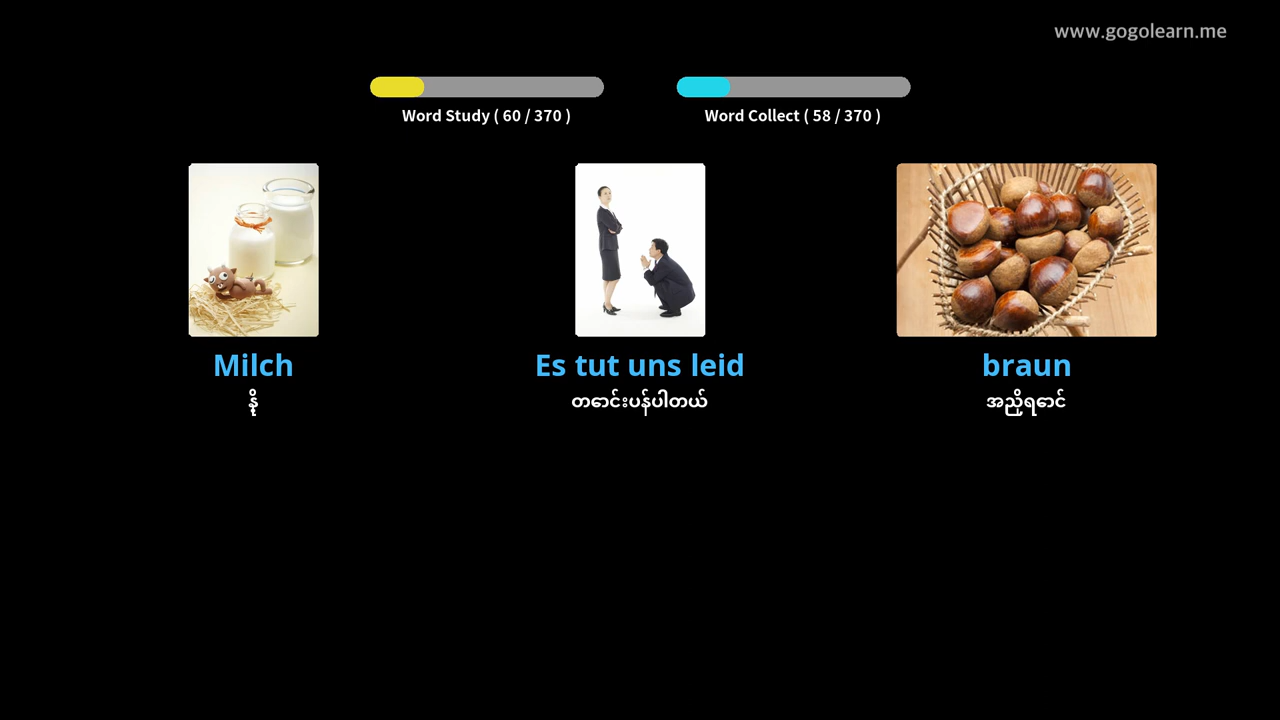 www.gogolearn.me
Word Study ( 60 / 370 )
Word Collect ( 58 / 370 )
Milch
နို့
Es tut uns leid
တောင်းပန်ပါတယ်
braun
အညိုရောင်